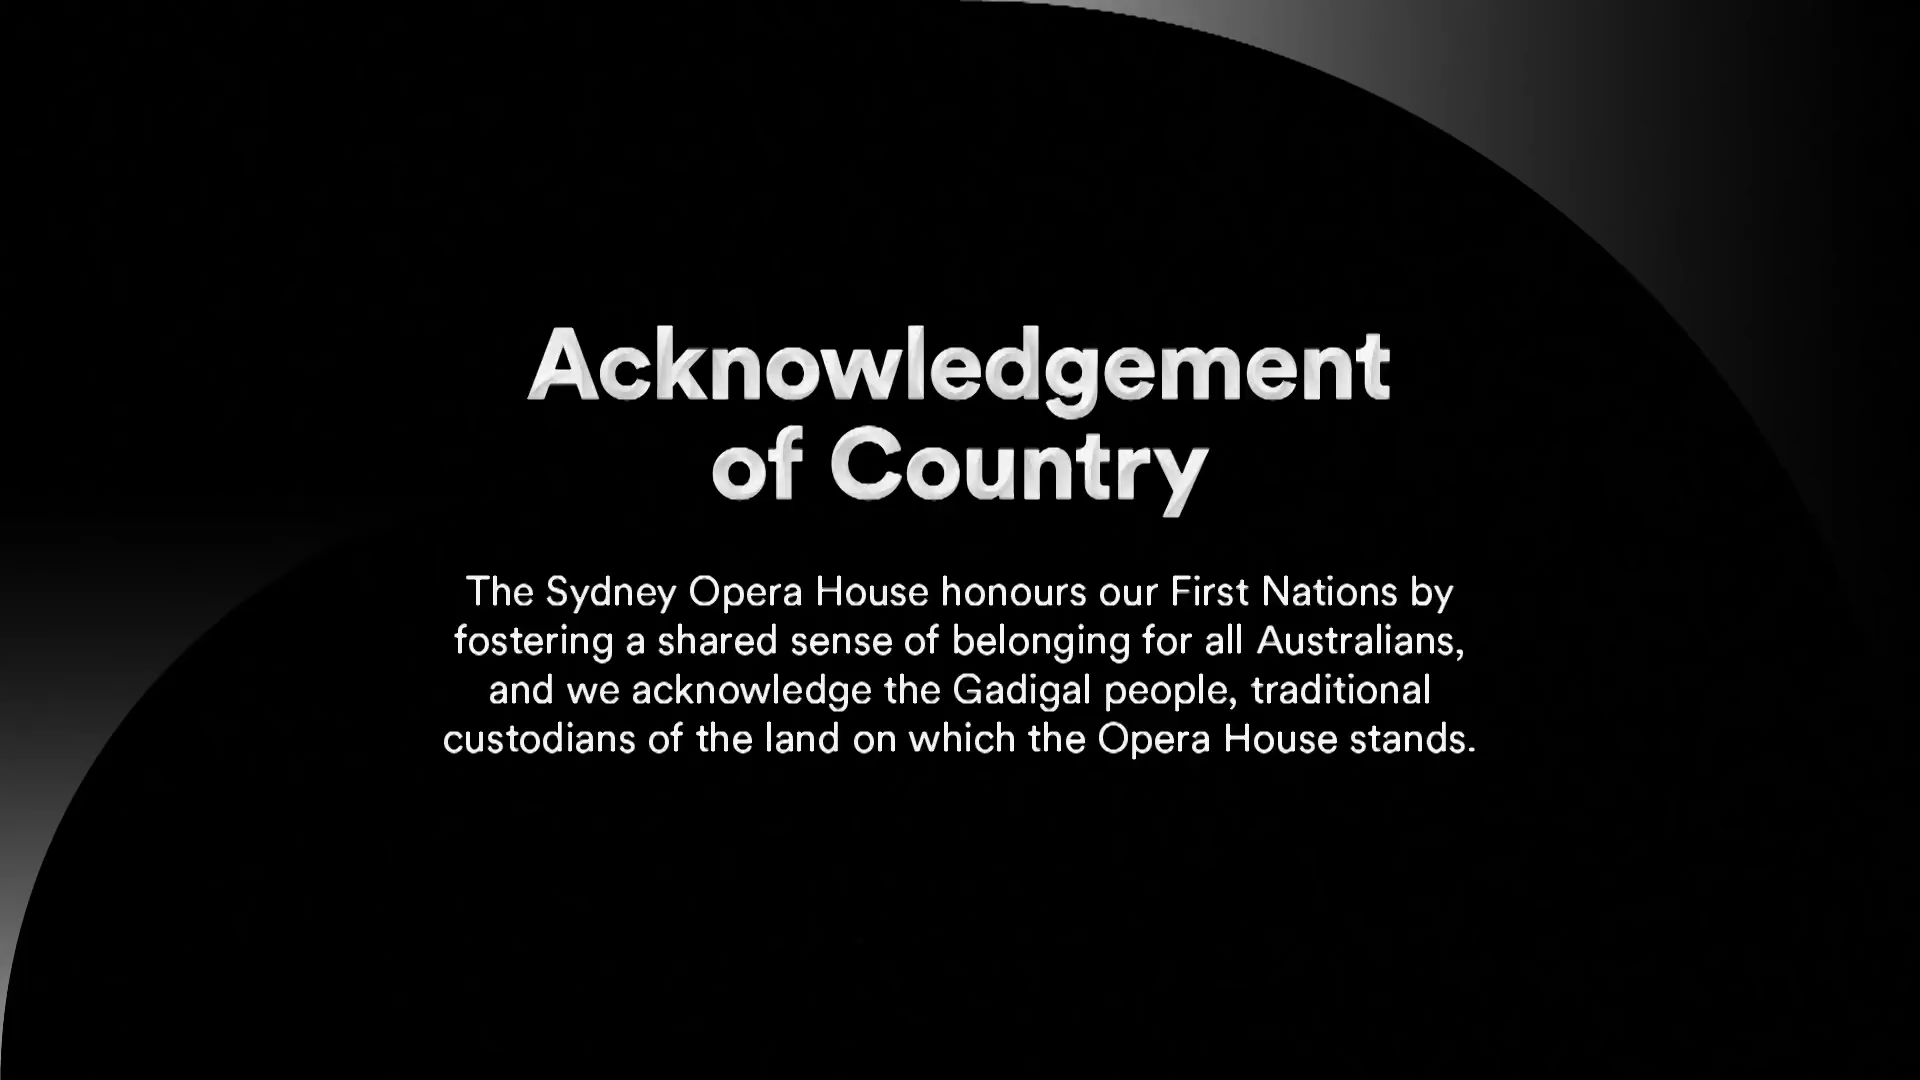 Acknowledgement
of Country
The Sydney Opera House honours our First Nations by
fostering a shared sense of belonging for all Australians,
and we acknowledge the Gadigal people, traditional
custodians of the land on which the Opera House stands.